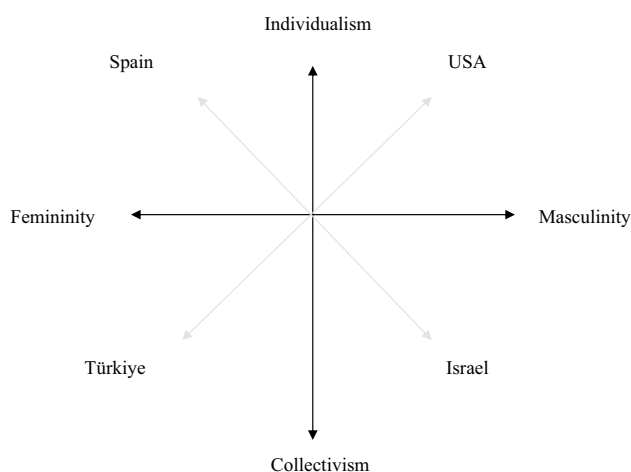 Individualism
Spain
USA
Femininity
Masculinity
Türkiye
Israel
Collectivism